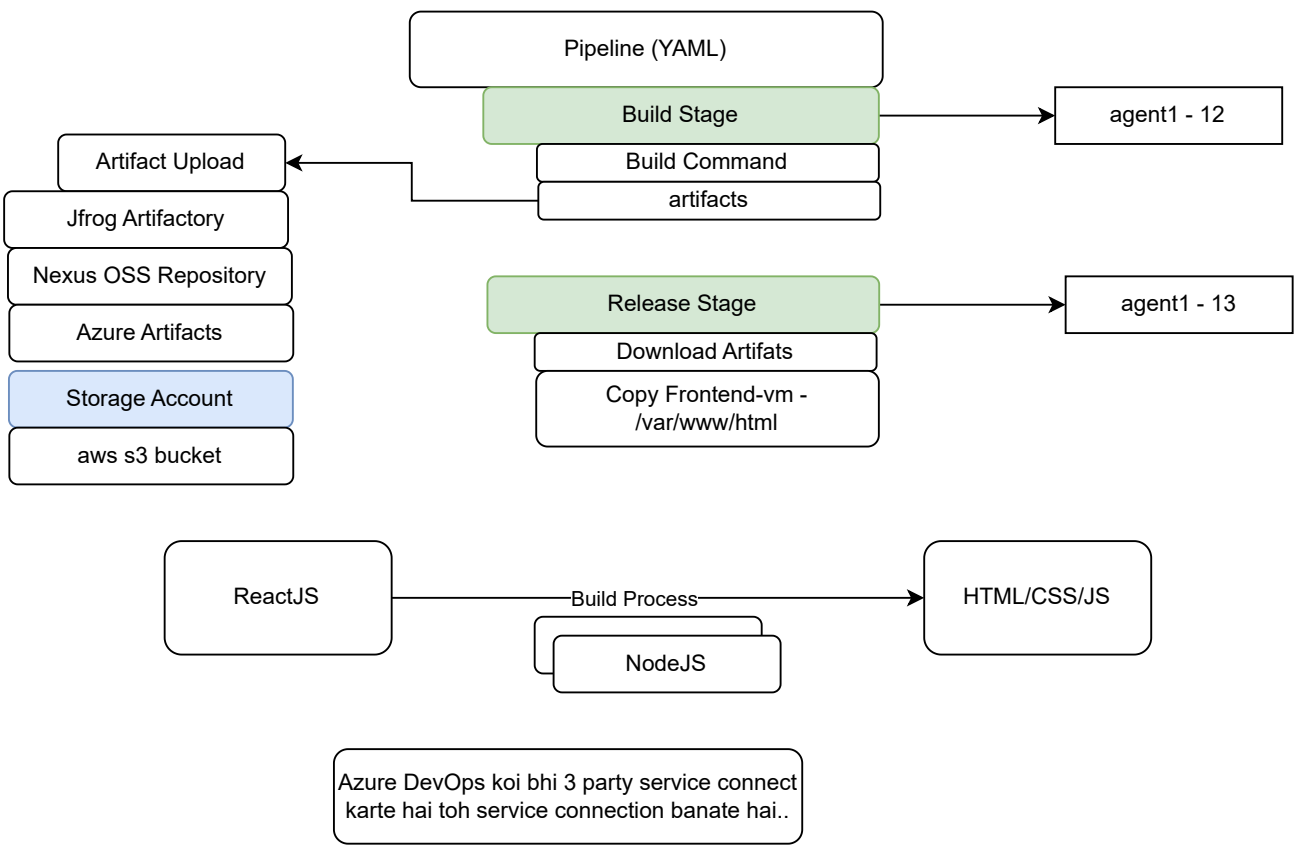 Pipeline (YAML)
Build Stage
agent1 - 12
Build Command
artifacts
Artifact Upload
Jfrog Artifactory
Nexus OSS Repository
Azure Artifacts
Storage Account
aws s3 bucket
Release Stage
agent1 - 13
Download Artifats
Copy Frontend-vm -
/var/www/html
ReactJS
Build Process
HTML/CSS/JS
NodeJS
Azure DevOps koi bhi 3 party service connect
karte hai toh service connection banate hai..